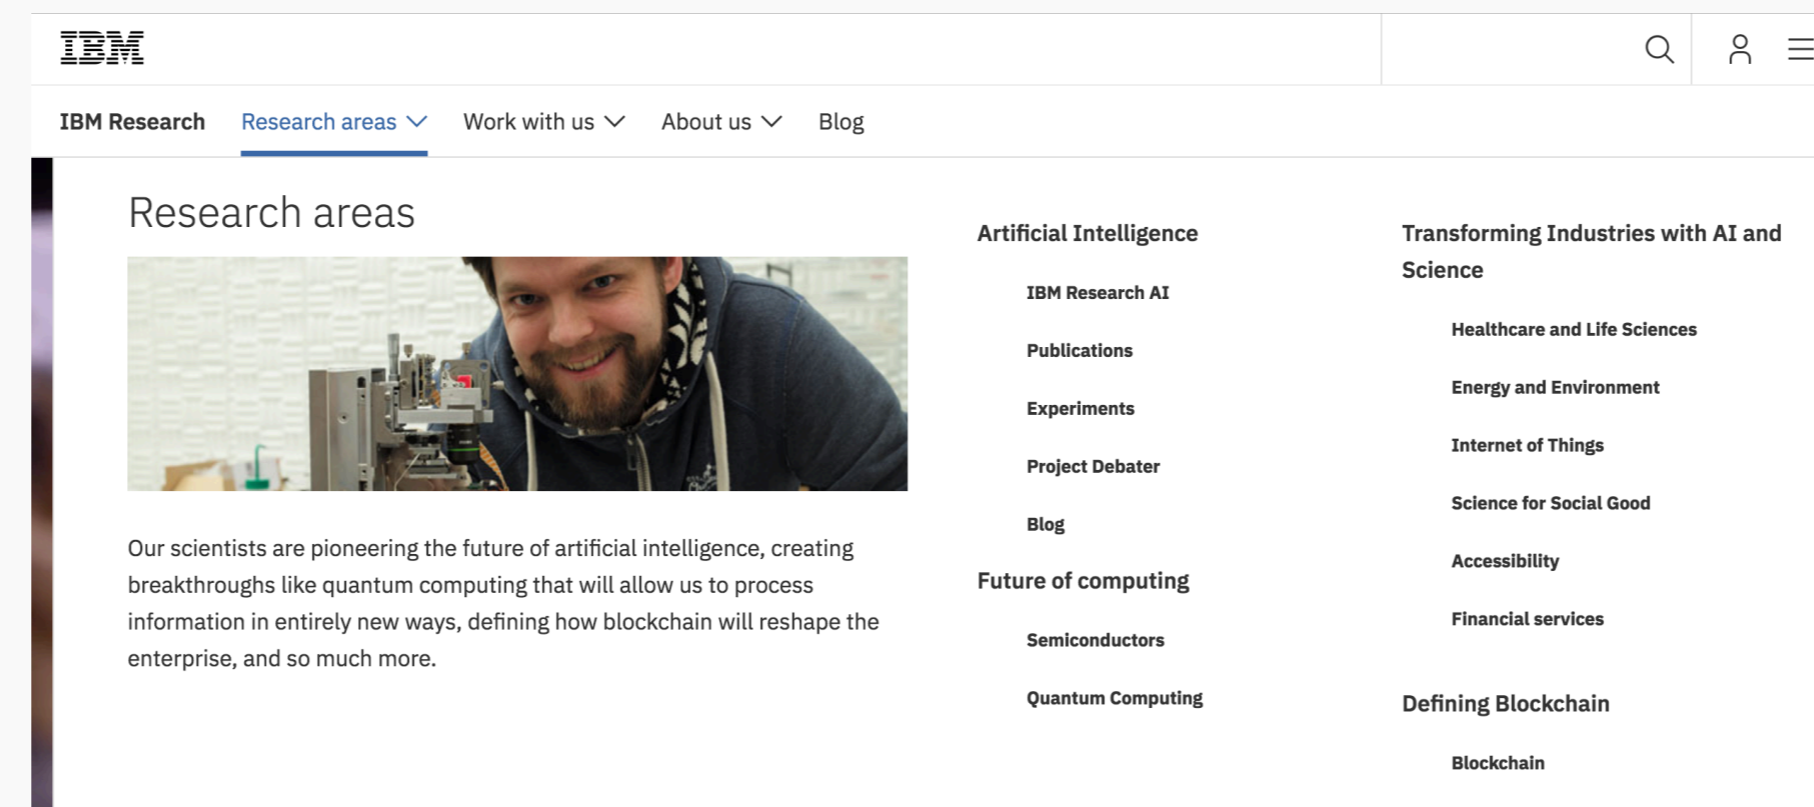 IBM
IBM Research Research areas Work with us About us Blog
Research areas
Our scientists are pioneering the future of artificial intelligence, creating
breakthroughs like quantum computing that will allow us to process
information in entirely new ways, defining how blockchain will reshape the
enterprise, and so much more.
Artificial Intelligence
IBM Research AI
Publications
Experiments
Project Debater
Blog
Future of computing
Semiconductors
Quantum Computing
Transforming Industries with AI and
Science
Healthcare and Life Sciences
Energy and Environment
Internet of Things
Science for Social Good
Accessibility
Financial services
Defining Blockchain
Blockchain